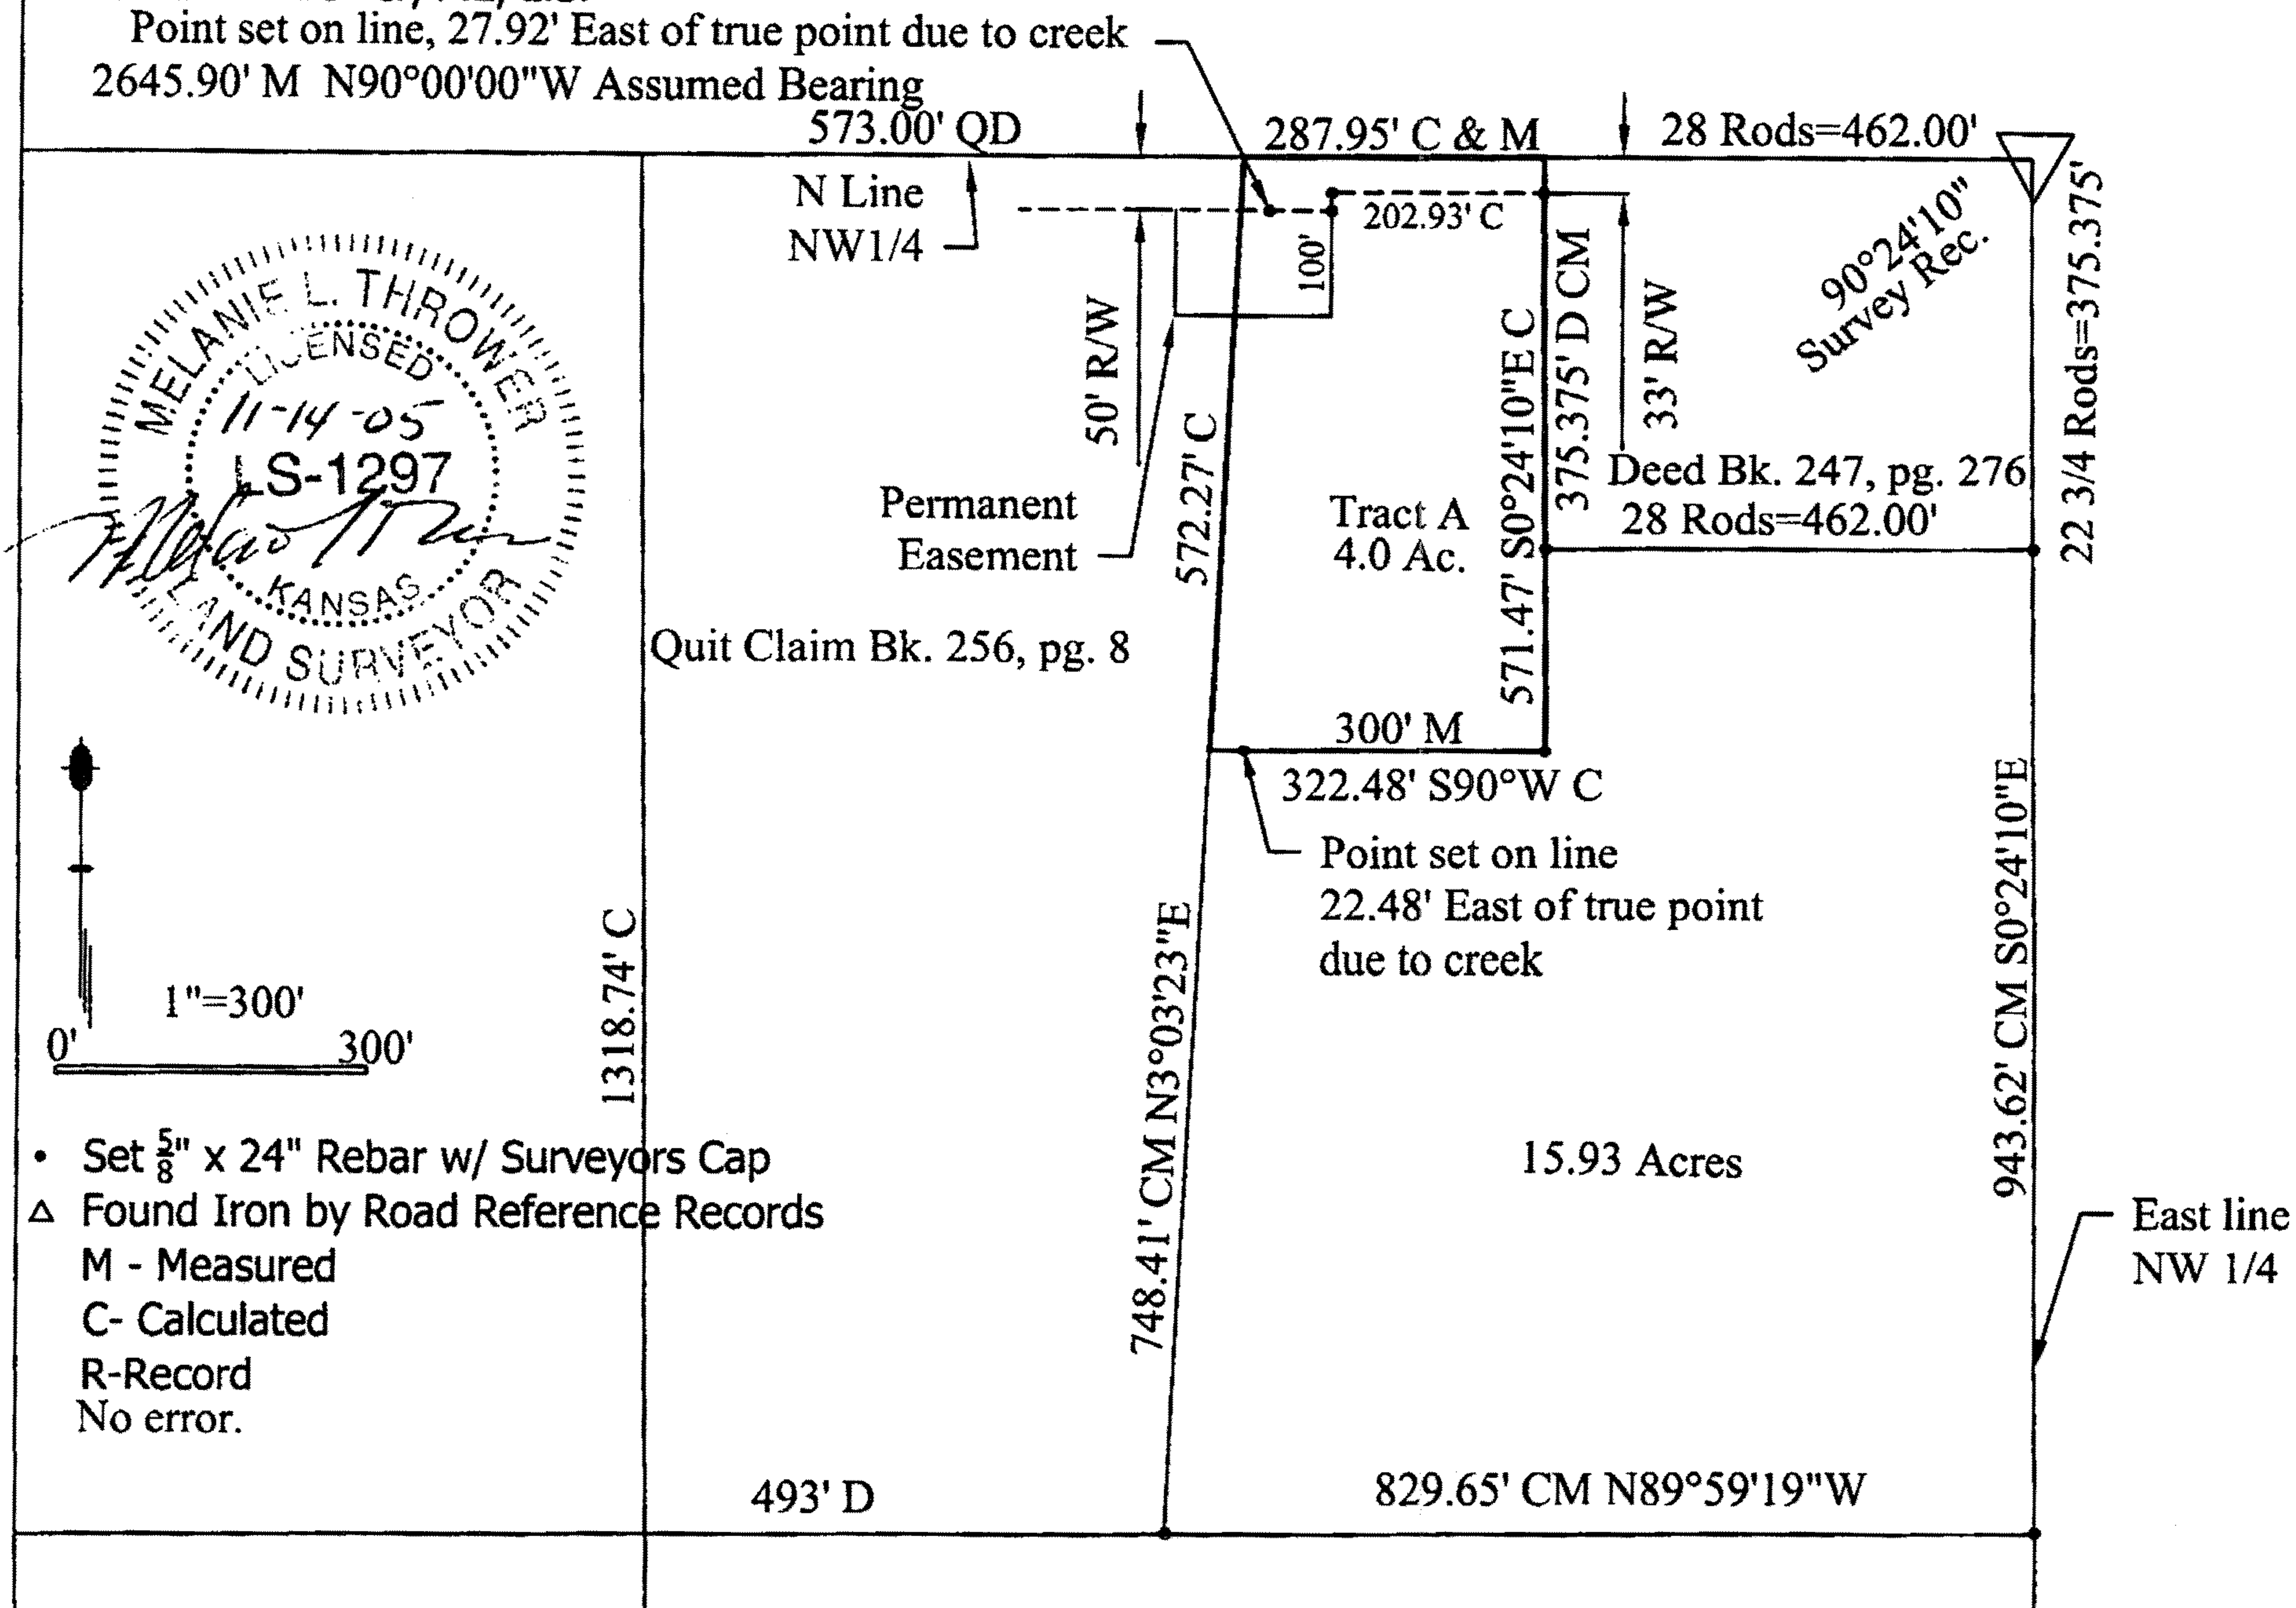 Point set on line, 27.92' East of true point due to creek
2645.90' M N90°00'00"W Assumed Bearing
573.00' QD
287.95' C & M
28 Rods=462.00'
N Line
NW1/4
202.93' C
100'
50' R/W
33' R/W
90°24'10"
Survey Rec.
22 3/4 Rods=375.375'
375.375' D CM
571.47' S0°24'10"E C
572.27' C
MELANIE L. THROWER
LICENSED
11-14-05
LS-1297
KANSAS
LAND SURVEYOR
Permanent
Easement
Tract A
4.0 Ac.
Deed Bk. 247, pg. 276
28 Rods=462.00'
Quit Claim Bk. 256, pg. 8
300' M
322.48' S90°W C
Point set on line
22.48' East of true point
due to creek
1"=300'
0' 300'
1318.74' C
748.41' CM N3°03'23"E
943.62' CM S0°24'10"E
15.93 Acres
East line
NW 1/4
• Set 5/8" x 24" Rebar w/ Surveyors Cap
△ Found Iron by Road Reference Records
M - Measured
C- Calculated
R-Record
No error.
493' D
829.65' CM N89°59'19"W